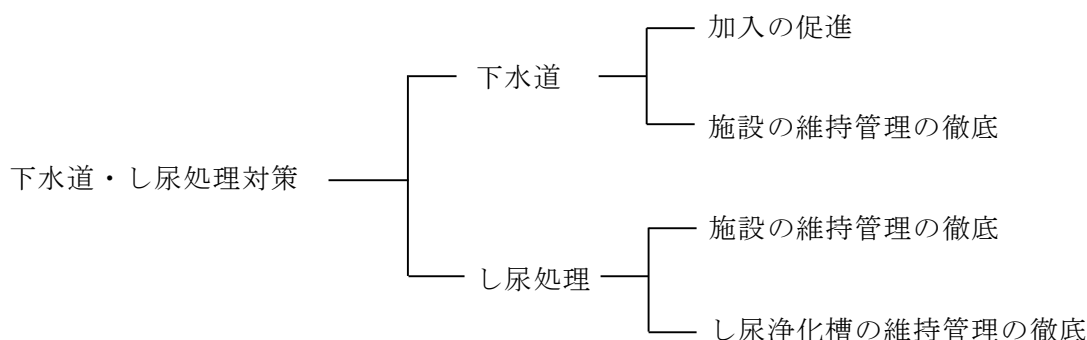 下水道・し尿処理対策
下水道
加入の促進
施設の維持管理の徹底
し尿処理
施設の維持管理の徹底
し尿浄化槽の維持管理の徹底